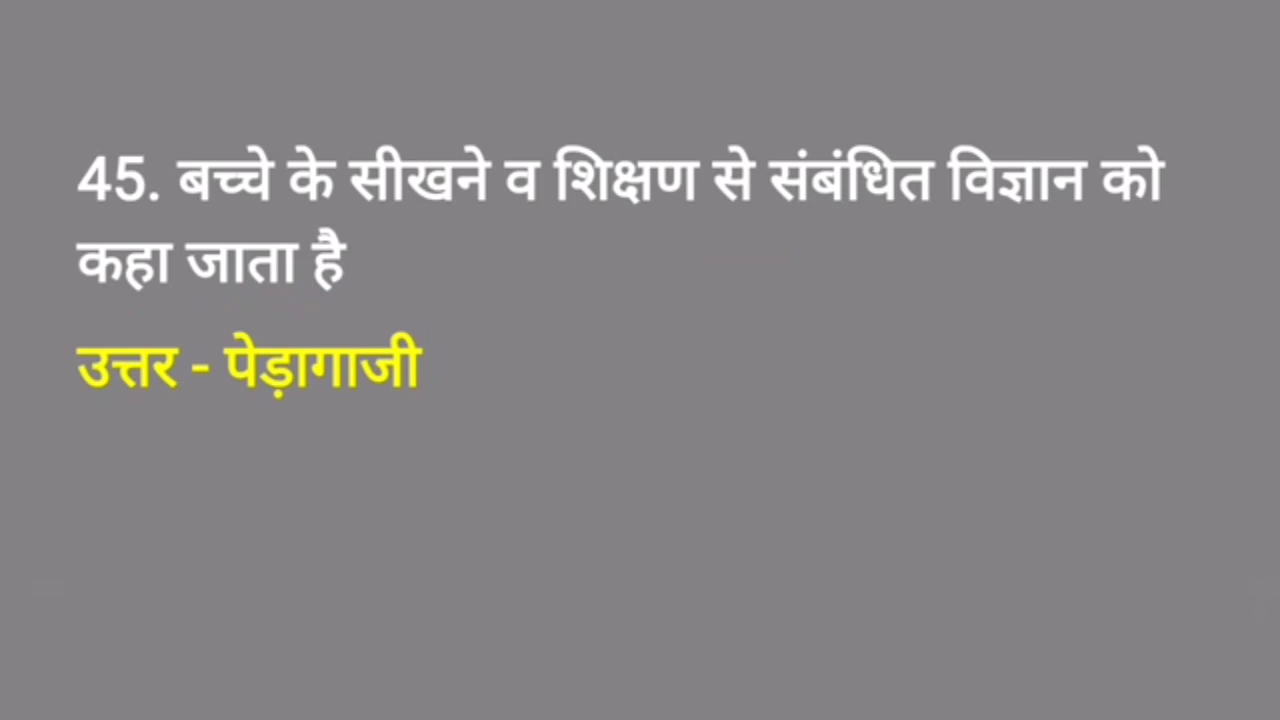 45. बच्चे के सीखने व शिक्षण से संबंधित विज्ञान को
कहा जाता है
उत्तर - पेड़ागाजी